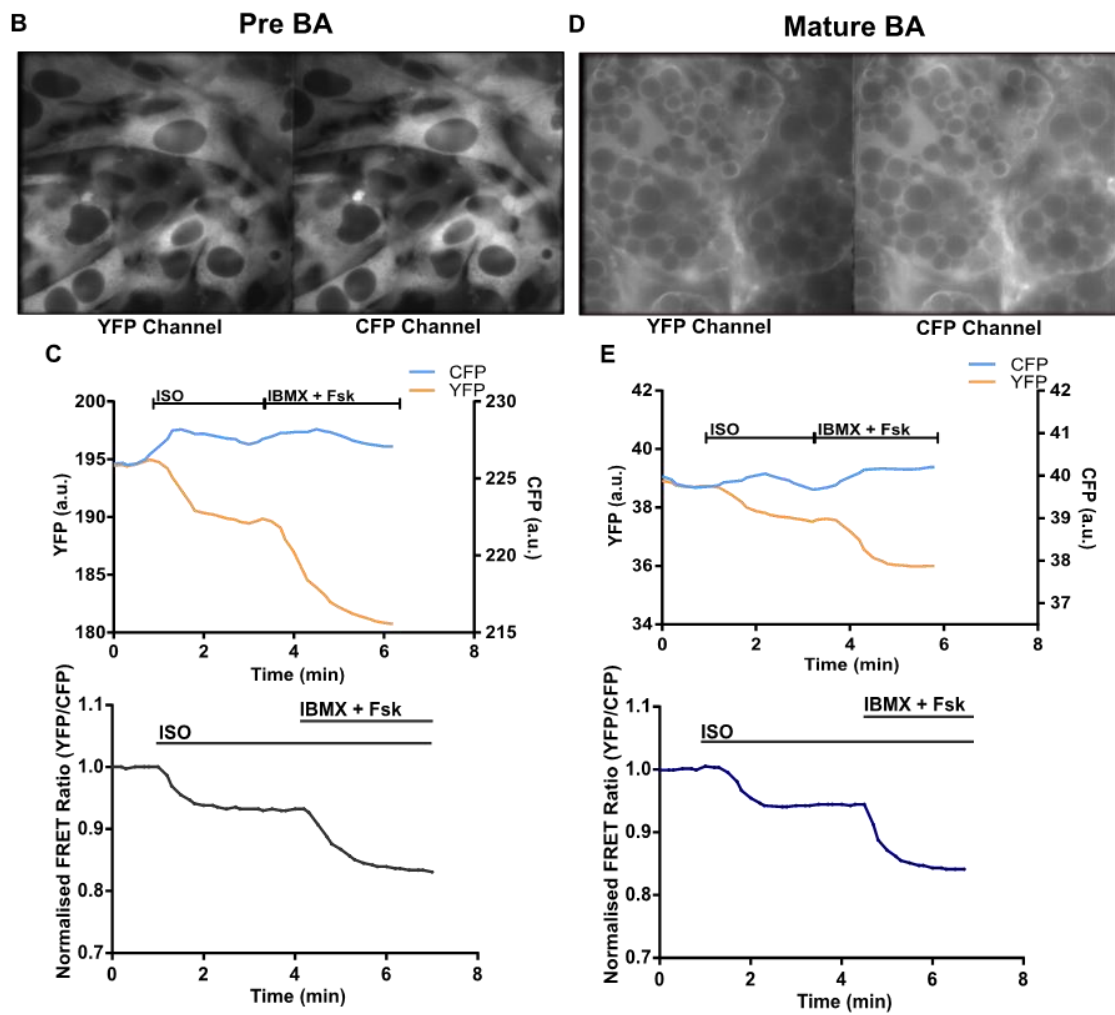 B Pre BA D Mature BA
YFP Channel CFP Channel YFP Channel CFP Channel
C
CFP
YFP
ISO IBMX + Fsk
200
195
190
185
180
YFP (a.u.)
230
225
220
215
CFP (a.u.)
0 2 4 6 8
Time (min)
E
CFP
YFP
ISO IBMX + Fsk
42
40
38
36
34
YFP (a.u.)
42
41
40
39
38
37
36
CFP (a.u.)
0 2 4 6 8
Time (min)
Normalised FRET Ratio (YFP/CFP)
1.1
1.0
0.9
0.8
0.7
IBMX + Fsk
ISO
0 2 4 6 8
Time (min)
Normalised FRET Ratio (YFP/CFP)
1.1
1.0
0.9
0.8
0.7
IBMX + Fsk
ISO
0 2 4 6 8
Time (min)